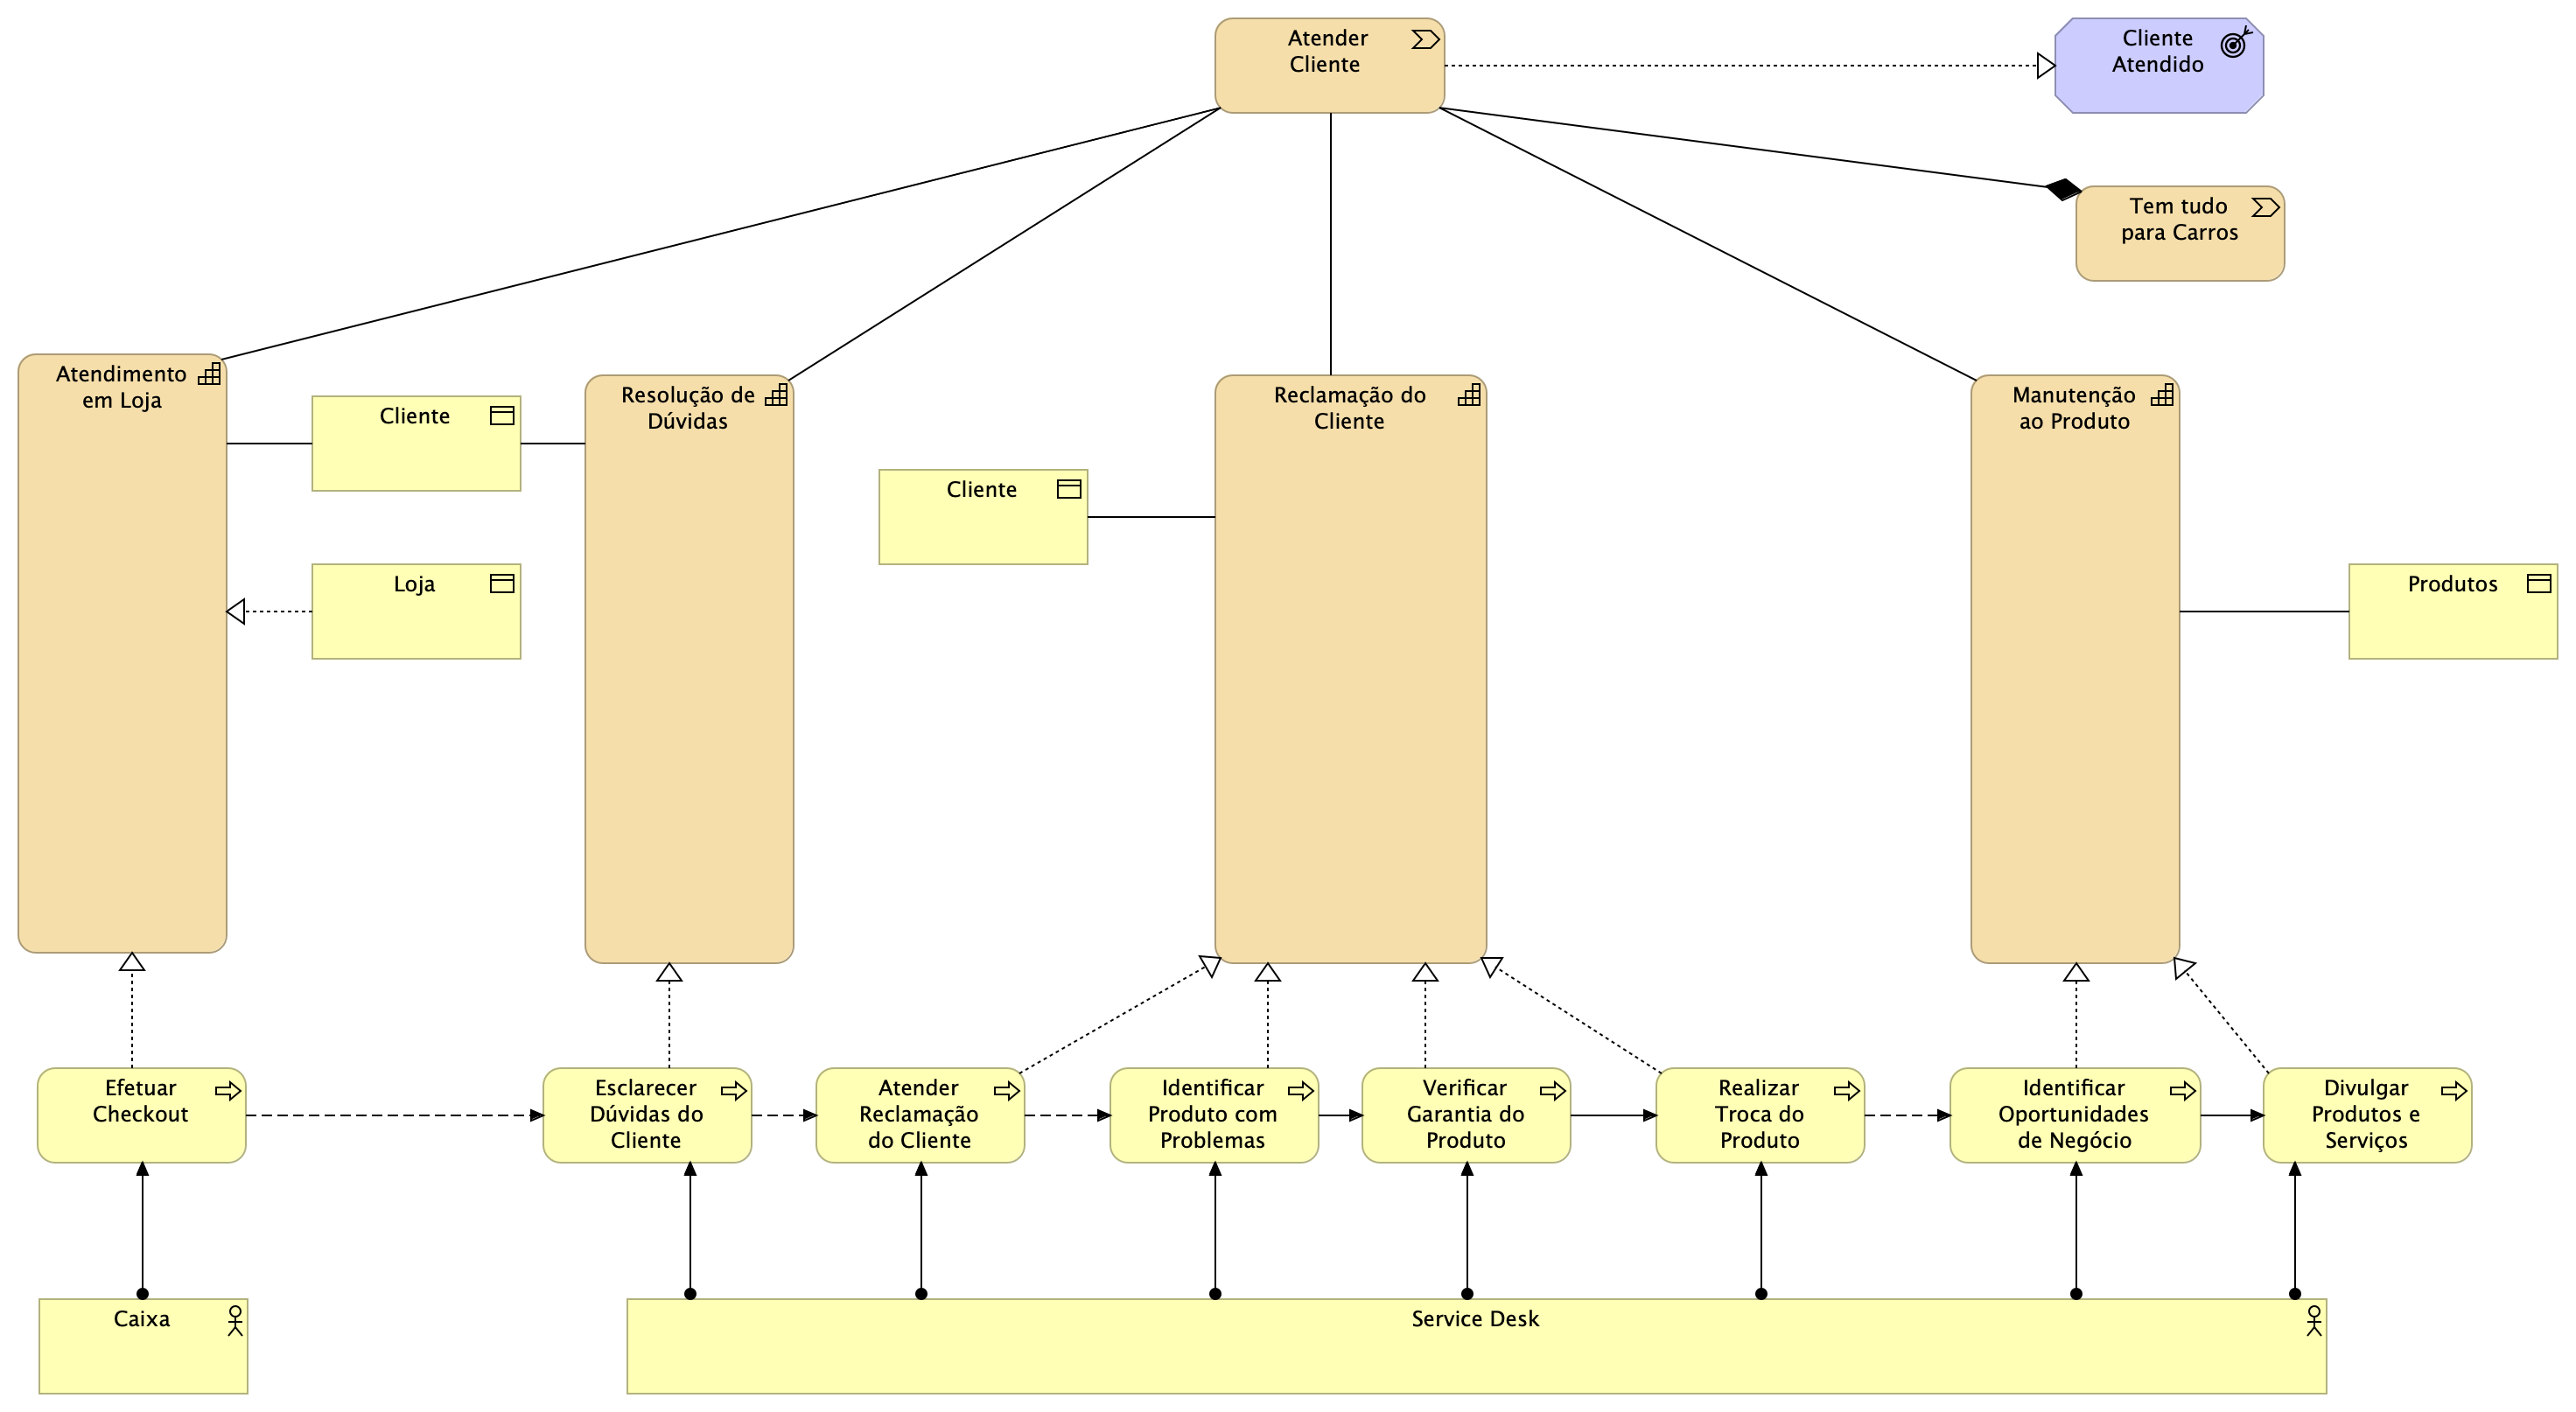 Atender
Cliente
Cliente
Atendido
Tem tudo
para Carros
Atendimento
em Loja
Cliente
Resolução de
Dúvidas
Reclamação do
Cliente
Manutenção
ao Produto
Cliente
Loja
Produtos
Efetuar
Checkout
Esclarecer
Dúvidas do
Cliente
Atender
Reclamação
do Cliente
Identificar
Produto com
Problemas
Verificar
Garantia do
Produto
Realizar
Troca do
Produto
Identificar
Oportunidades
de Negócio
Divulgar
Produtos e
Serviços
Caixa
Service Desk